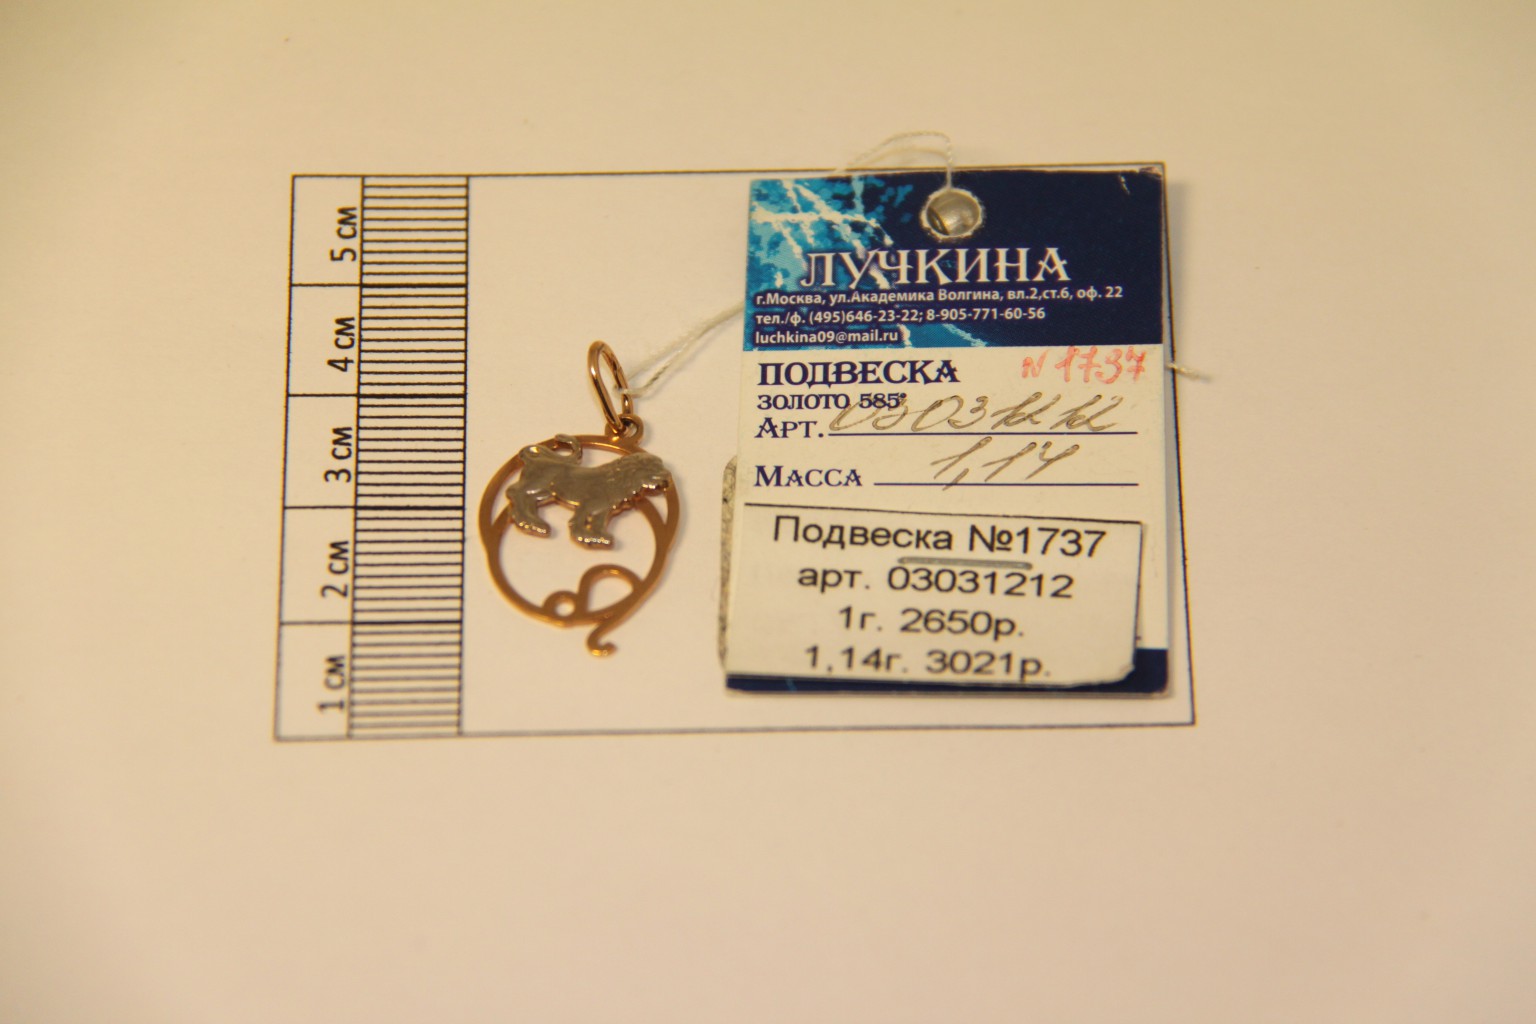 5 см
4 см
3 см
2 см
1 см
ЛУЧКИНА
г.Москва, ул.Академика Волгина, вл.2,ст.6, оф. 22
тел./ф. (495)646-23-22; 8-905-771-60-56
luchkina09@mail.ru
ПОДВЕСКА N 1737
ЗОЛОТО 585°
АРТ. 03031212
МАССА 1,14
Подвеска №1737
арт. 03031212
1г. 2650р.
1,14г. 3021р.